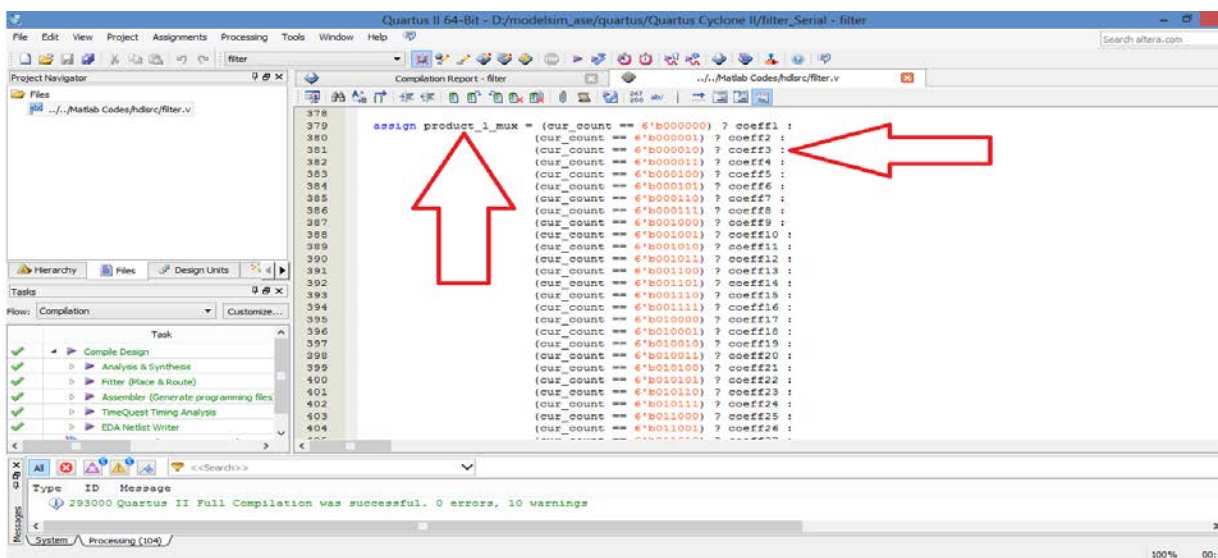 Quartus II 64-Bit - D:/modelsim_ase/quartus/Quartus Cyclone II/filter_Serial - filter
File Edit View Project Assignments Processing Tools Window Help
Search altera.com
filter
Project Navigator
Compilation Report - filter
../../Matlab Codes/hdlsrc/filter.v
Files
../../Matlab Codes/hdlsrc/filter.v
378
379 assign product_1_mux = (cur_count == 6'b000000) ? coeff1 :
380 (cur_count == 6'b000001) ? coeff2 :
381 (cur_count == 6'b000010) ? coeff3 :
382 (cur_count == 6'b000011) ? coeff4 :
383 (cur_count == 6'b000100) ? coeff5 :
384 (cur_count == 6'b000101) ? coeff6 :
385 (cur_count == 6'b000110) ? coeff7 :
386 (cur_count == 6'b000111) ? coeff8 :
387 (cur_count == 6'b001000) ? coeff9 :
388 (cur_count == 6'b001001) ? coeff10 :
389 (cur_count == 6'b001010) ? coeff11 :
390 (cur_count == 6'b001011) ? coeff12 :
391 (cur_count == 6'b001100) ? coeff13 :
392 (cur_count == 6'b001101) ? coeff14 :
393 (cur_count == 6'b001110) ? coeff15 :
394 (cur_count == 6'b001111) ? coeff16 :
395 (cur_count == 6'b010000) ? coeff17 :
396 (cur_count == 6'b010001) ? coeff18 :
397 (cur_count == 6'b010010) ? coeff19 :
398 (cur_count == 6'b010011) ? coeff20 :
399 (cur_count == 6'b010100) ? coeff21 :
400 (cur_count == 6'b010101) ? coeff22 :
401 (cur_count == 6'b010110) ? coeff23 :
402 (cur_count == 6'b010111) ? coeff24 :
403 (cur_count == 6'b011000) ? coeff25 :
404 (cur_count == 6'b011001) ? coeff26 :
Hierarchy Files Design Units
Tasks
Flow: Compilation Customize...
Task
Compile Design
Analysis & Synthesis
Fitter (Place & Route)
Assembler (Generate programming files)
TimeQuest Timing Analysis
EDA Netlist Writer
All <<Search>>
Type ID Message
293000 Quartus II Full Compilation was successful. 0 errors, 10 warnings
Messages
System Processing (104)
100% 00: